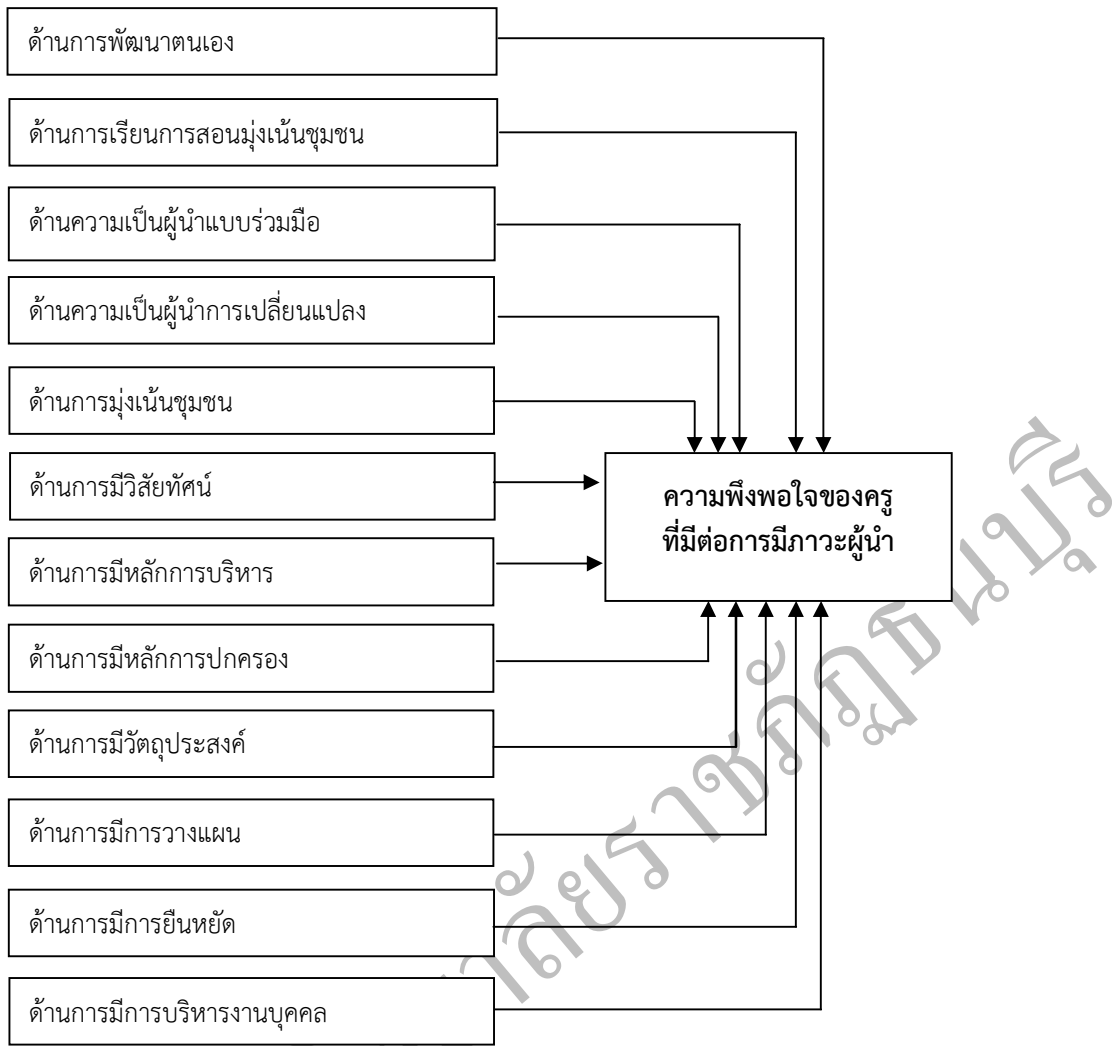 ด้านการพัฒนาตนเอง
ด้านการเรียนการสอนมุ่งเน้นชุมชน
ด้านความเป็นผู้นำแบบร่วมมือ
ด้านความเป็นผู้นำการเปลี่ยนแปลง
ด้านการมุ่งเน้นชุมชน
ด้านการมีวิสัยทัศน์
ด้านการมีหลักการบริหาร
ด้านการมีหลักการปกครอง
ด้านการมีวัตถุประสงค์
ด้านการมีการวางแผน
ด้านการมีการยืนหยัด
ด้านการมีการบริหารงานบุคคล
ความพึงพอใจของครู
ที่มีต่อการมีภาวะผู้นำ
าลัยราชภัฏธนบุรี